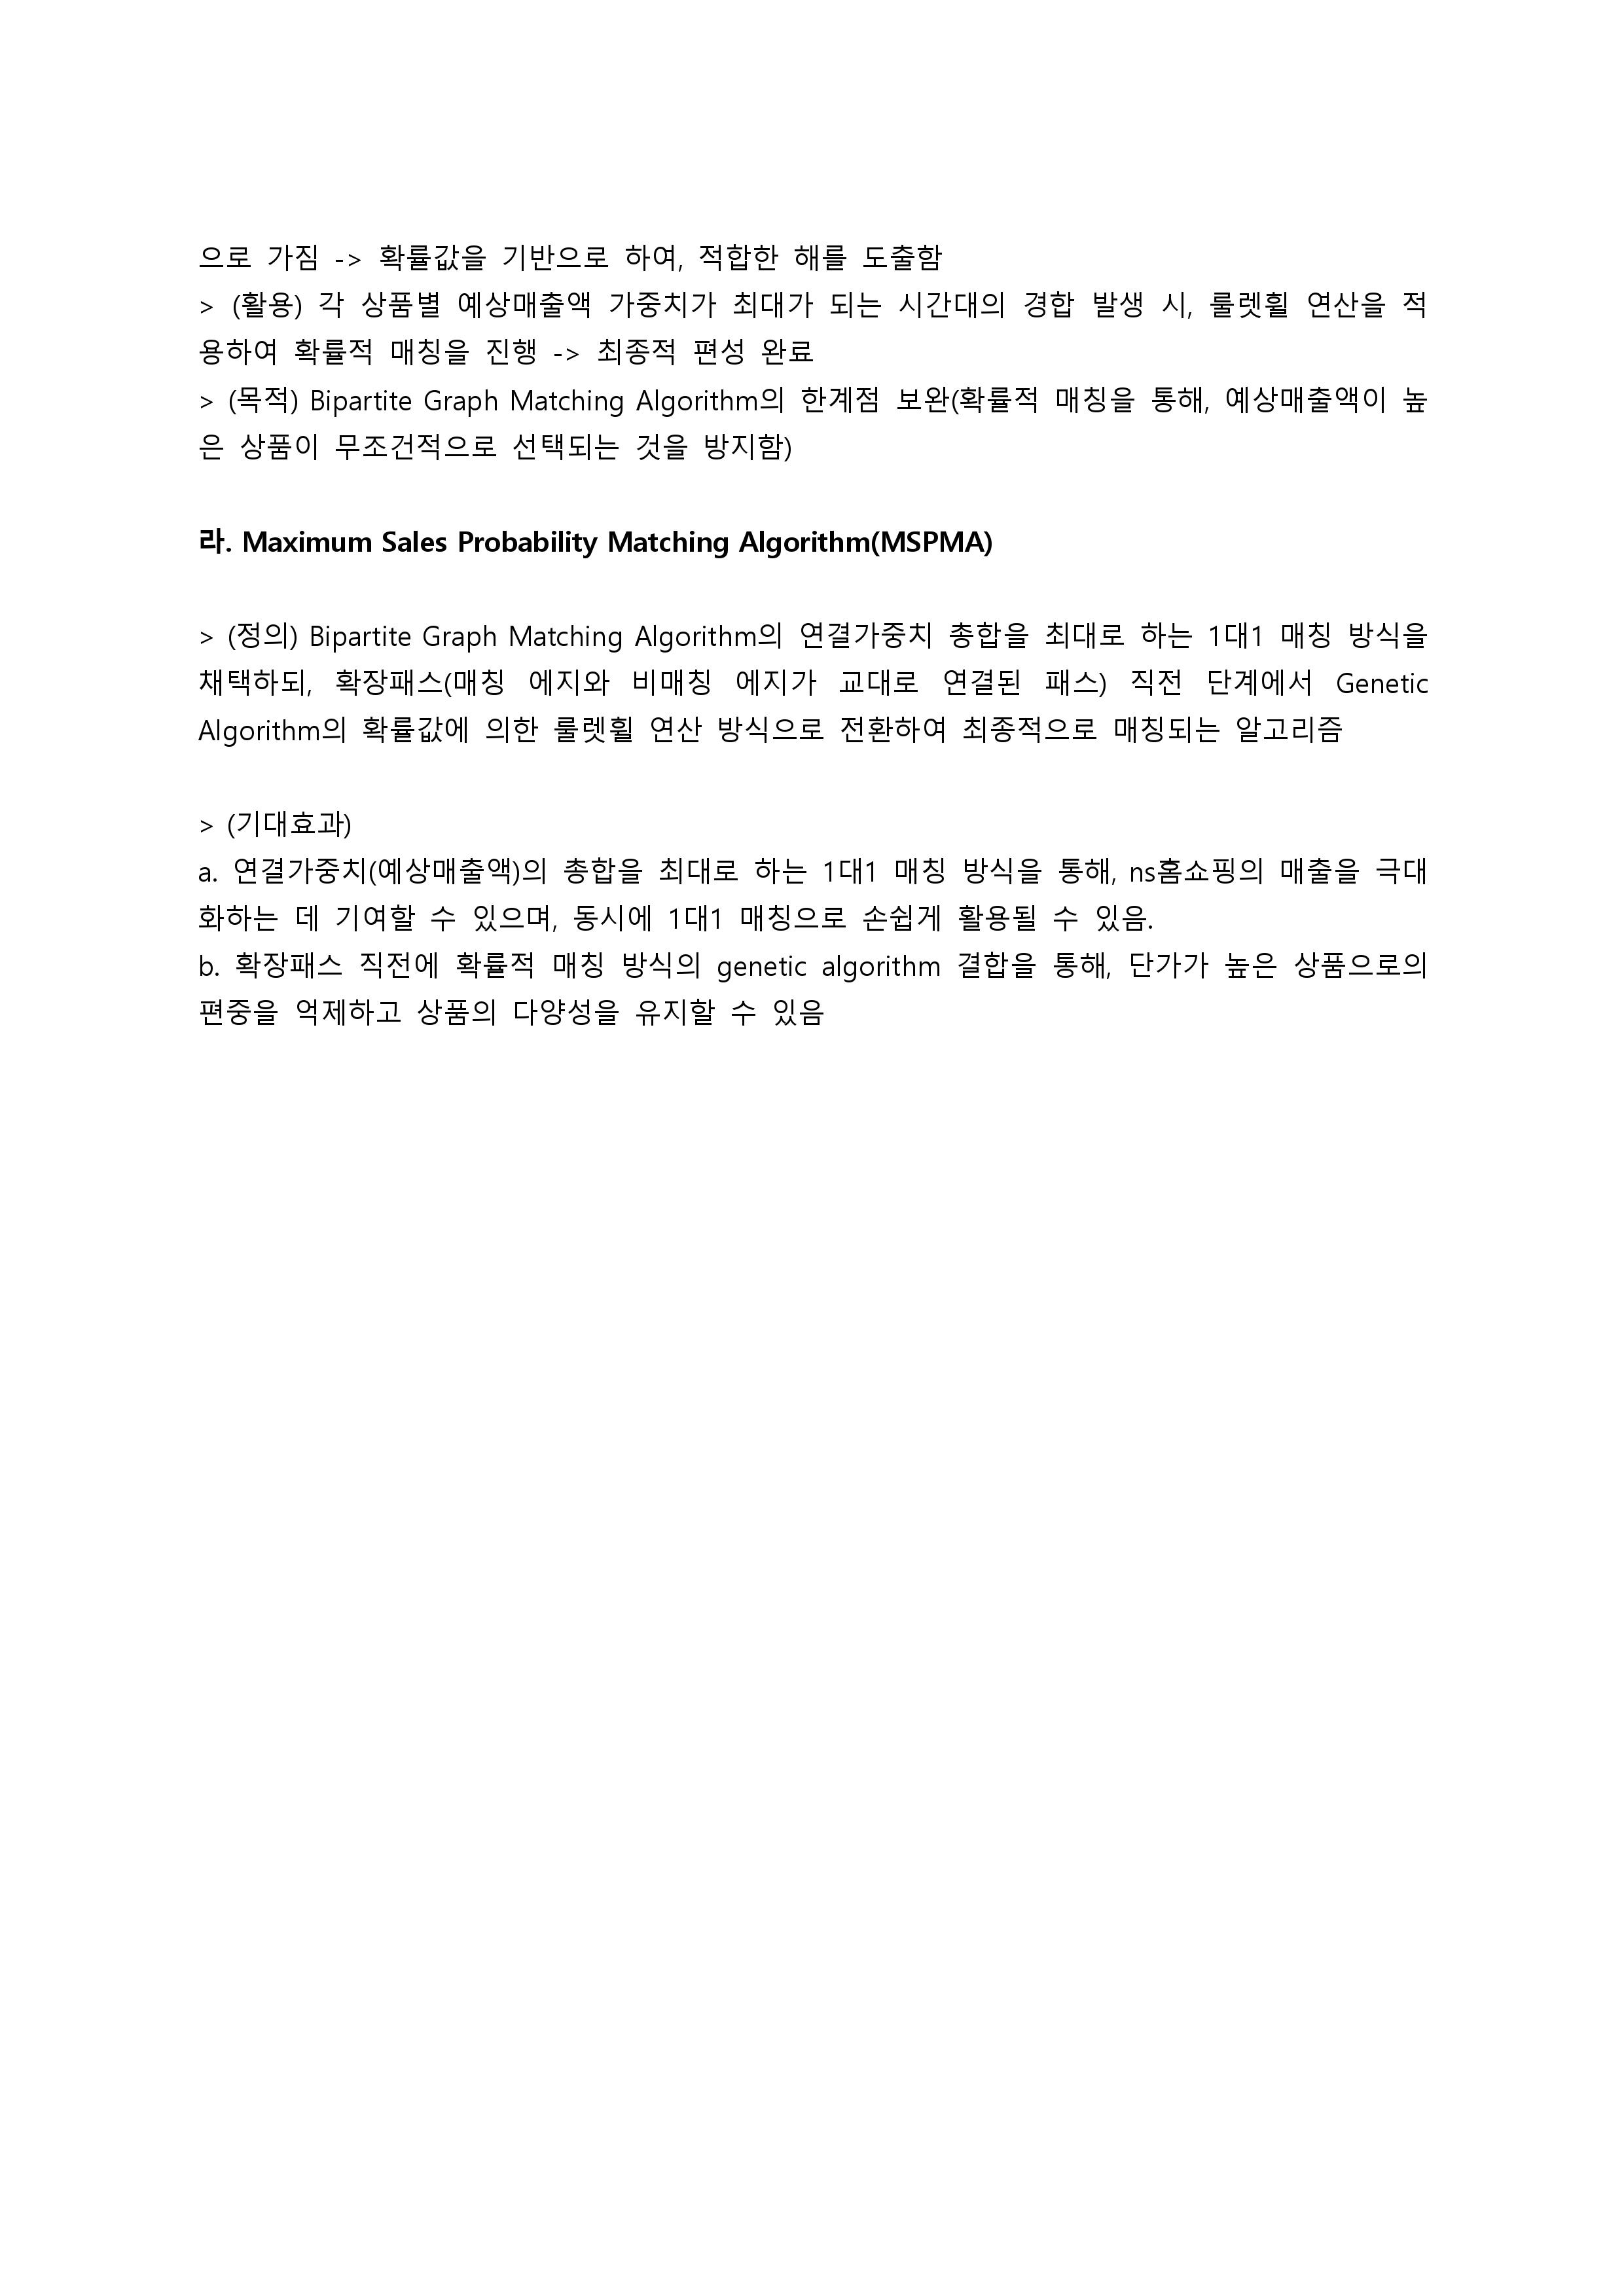 으로 가짐 -> 확률값을 기반으로 하여, 적합한 해를 도출함
> (활용) 각 상품별 예상매출액 가중치가 최대가 되는 시간대의 경합 발생 시, 룰렛휠 연산을 적
용하여 확률적 매칭을 진행 -> 최종적 편성 완료
> (목적) Bipartite Graph Matching Algorithm의 한계점 보완(확률적 매칭을 통해, 예상매출액이 높
은 상품이 무조건적으로 선택되는 것을 방지함)
라. Maximum Sales Probability Matching Algorithm(MSPMA)
> (정의) Bipartite Graph Matching Algorithm의 연결가중치 총합을 최대로 하는 1대1 매칭 방식을
채택하되, 확장패스(매칭 에지와 비매칭 에지가 교대로 연결된 패스) 직전 단계에서 Genetic
Algorithm의 확률값에 의한 룰렛휠 연산 방식으로 전환하여 최종적으로 매칭되는 알고리즘
> (기대효과)
a. 연결가중치(예상매출액)의 총합을 최대로 하는 1대1 매칭 방식을 통해, ns홈쇼핑의 매출을 극대
화하는 데 기여할 수 있으며, 동시에 1대1 매칭으로 손쉽게 활용될 수 있음.
b. 확장패스 직전에 확률적 매칭 방식의 genetic algorithm 결합을 통해, 단가가 높은 상품으로의
편중을 억제하고 상품의 다양성을 유지할 수 있음